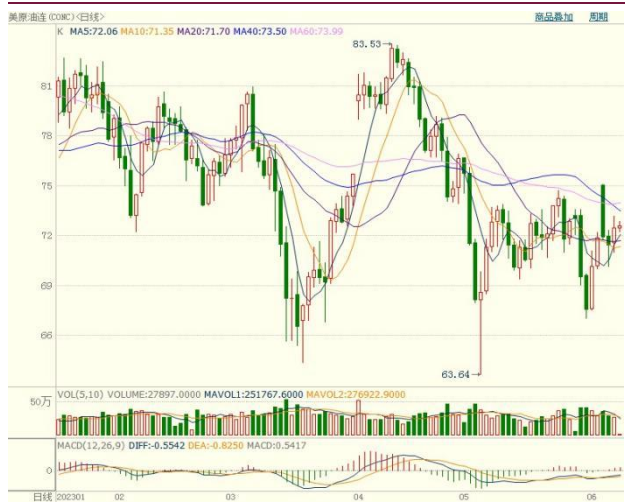 美原油连(CONC)<日线>
商品叠加 周期
K MA5:72.06 MA10:71.35 MA20:71.70 MA40:73.50 MA60:73.99
83.53→
81
78
75
72
69
66
63.64→
VOL(5,10) VOLUME:27897.0000 MAVOL1:251767.6000 MAVOL2:276922.9000
50万
MACD(12,26,9) DIFF:-0.5542 DEA:-0.8250 MACD:0.5417
0
日线 202301 02 03 04 05 06